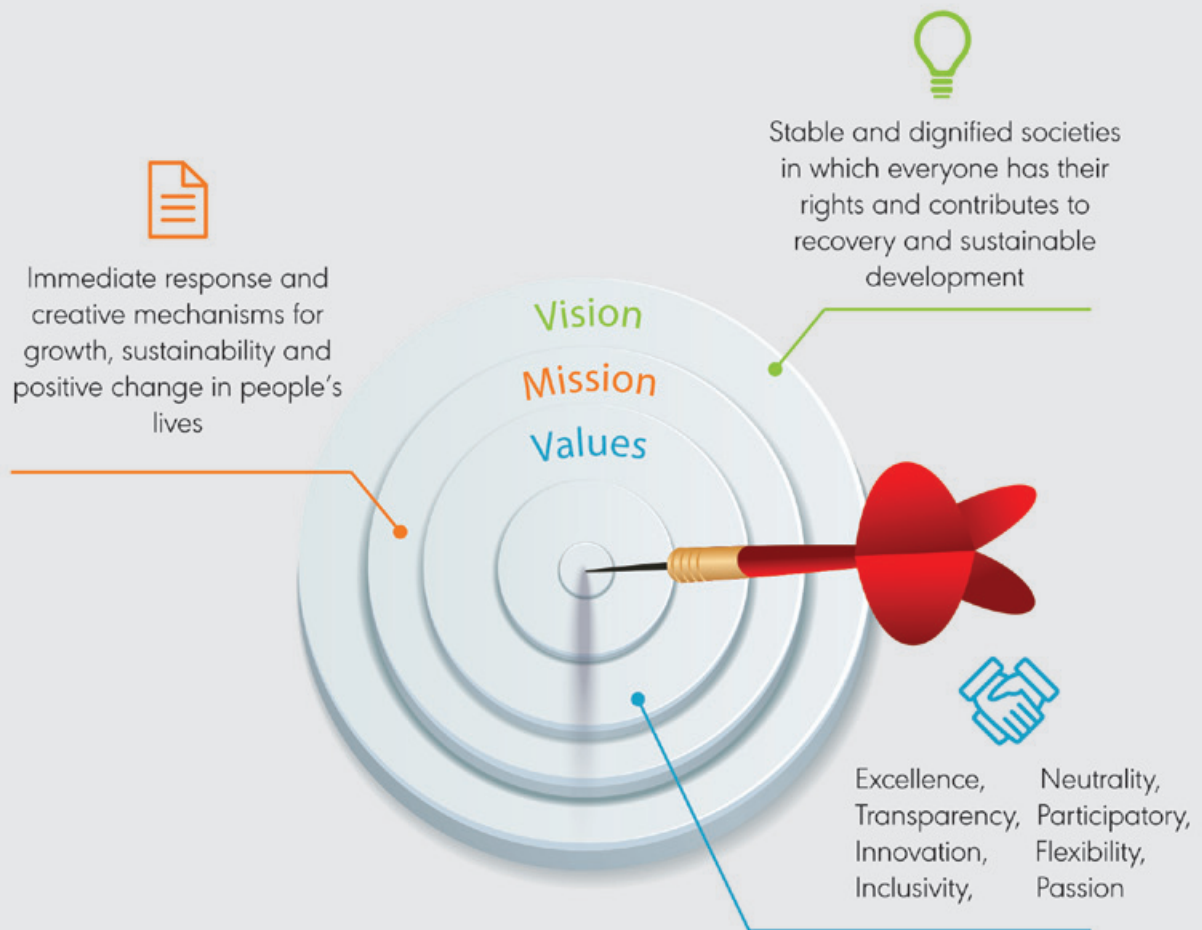 Stable and dignified societies
in which everyone has their
rights and contributes to
recovery and sustainable
development
Immediate response and
creative mechanisms for
growth, sustainability and
positive change in people's
lives
Vision
Mission
Values
Excellence, Neutrality,
Transparency, Participatory,
Innovation, Flexibility,
Inclusivity, Passion